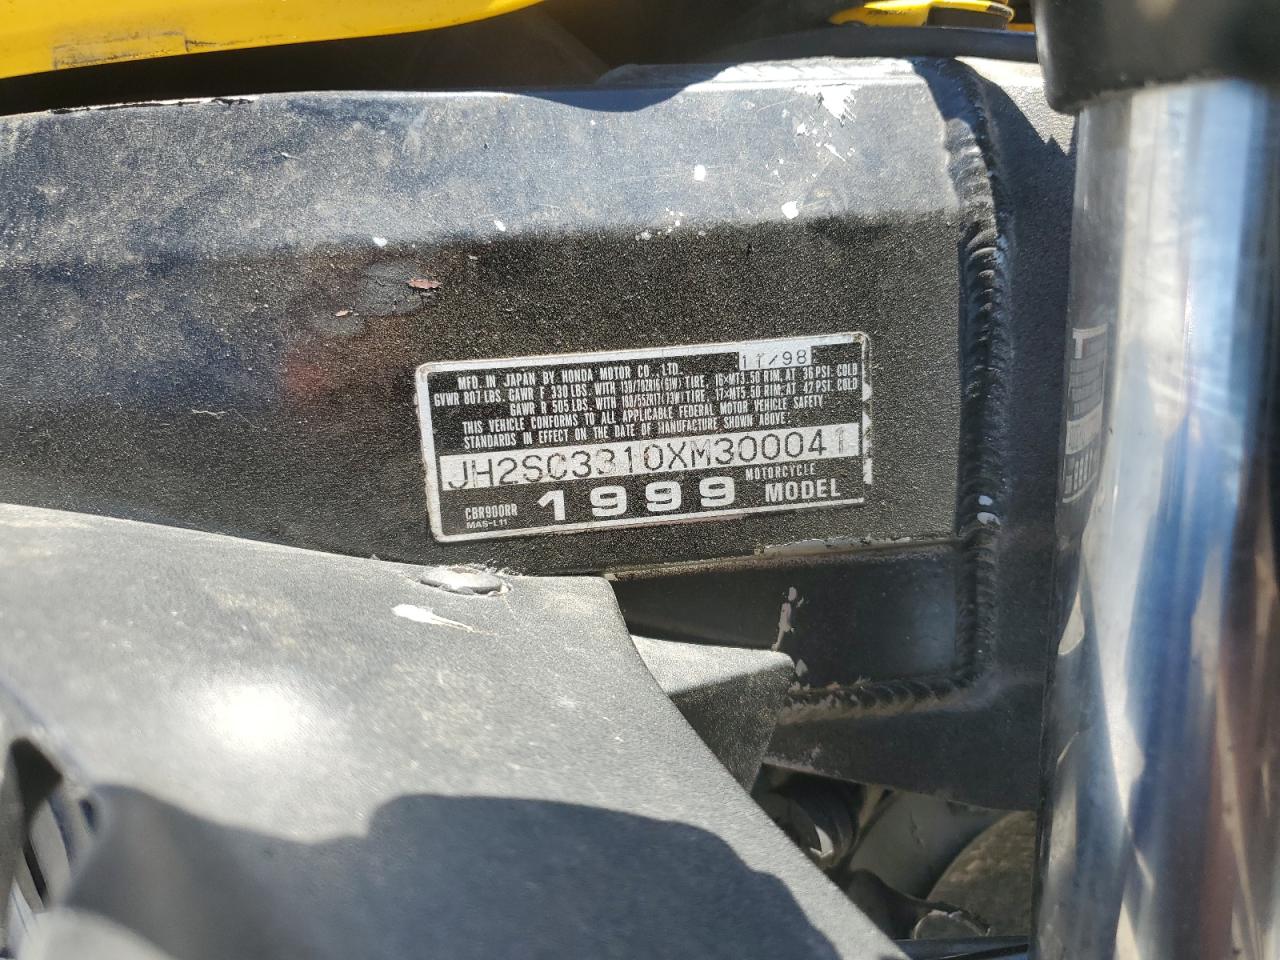 11/98
MFD. IN JAPAN BY HONDA MOTOR CO., LTD.
GVWR 807 LBS. GAWR F 350 LBS. WITH 130/70ZR16 (61W) TIRE, 16×MT3.50 RIM, AT 36 PSI. COLD
GAWR R 505 LBS. WITH 180/55ZR17 (73W) TIRE, 17×MT5.50 RIM, AT 42 PSI. COLD
THIS VEHICLE CONFORMS TO ALL APPLICABLE FEDERAL MOTOR VEHICLE SAFETY
STANDARDS IN EFFECT ON THE DATE OF MANUFACTURE SHOWN ABOVE.
JH2SC3310XM300041
MOTORCYCLE
CBR900RR 1999 MODEL
MAS-L11